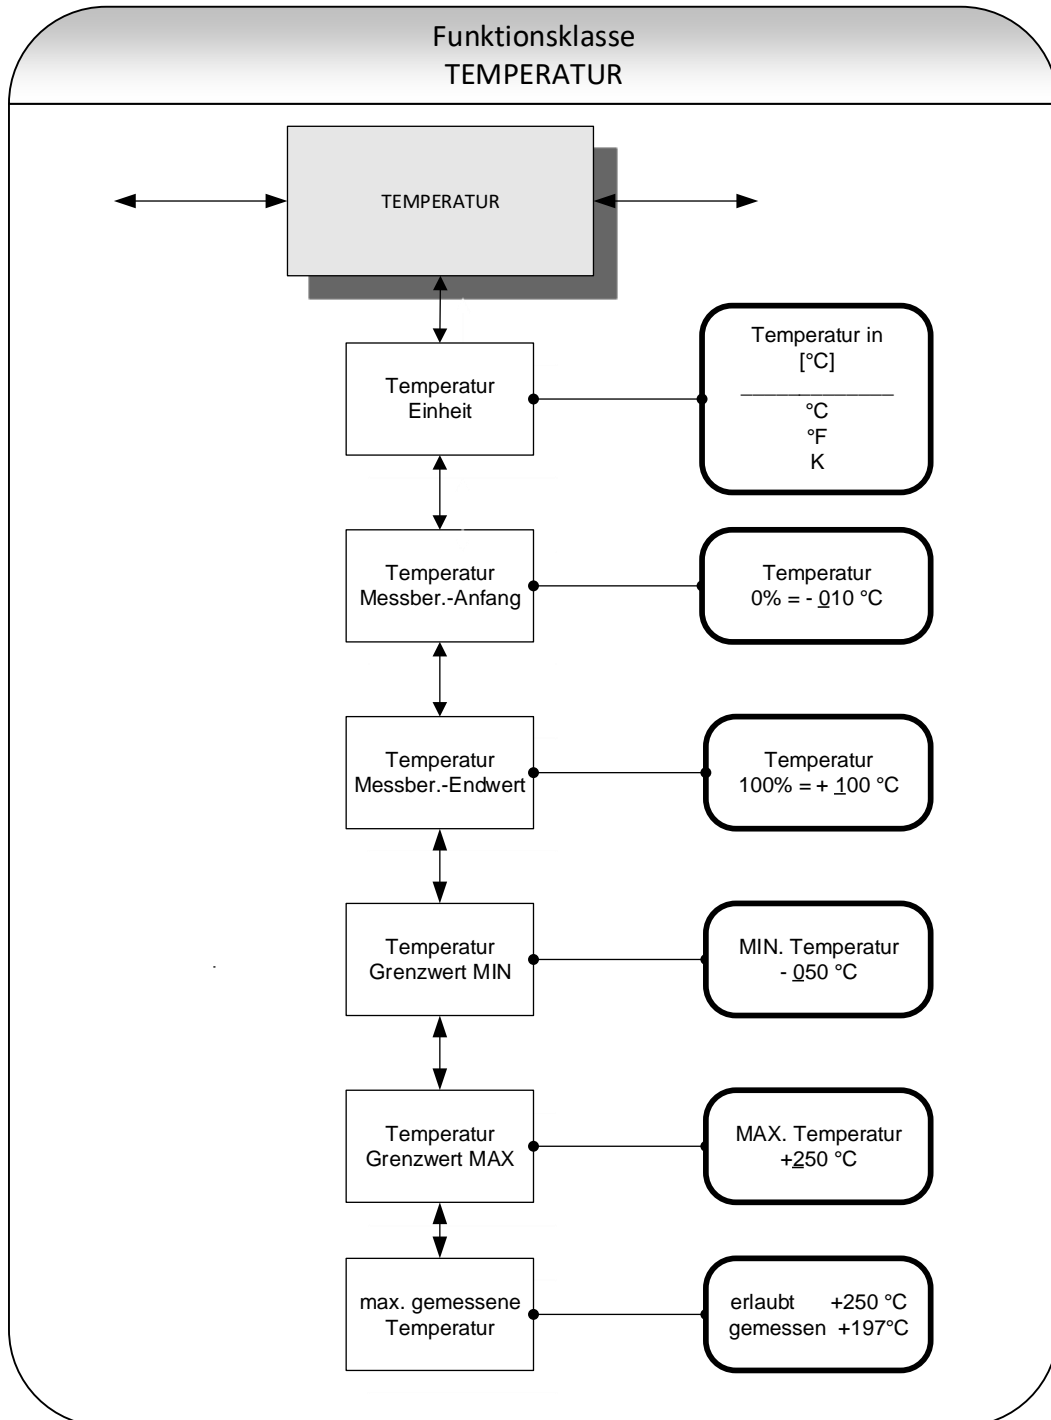 Funktionsklasse
TEMPERATUR
TEMPERATUR
Temperatur
Einheit
Temperatur in
[°C]
°C
°F
K
Temperatur
Messber.-Anfang
Temperatur
0% = - 010 °C
Temperatur
Messber.-Endwert
Temperatur
100% = + 100 °C
Temperatur
Grenzwert MIN
MIN. Temperatur
- 050 °C
Temperatur
Grenzwert MAX
MAX. Temperatur
+250 °C
max. gemessene
Temperatur
erlaubt +250 °C
gemessen +197°C